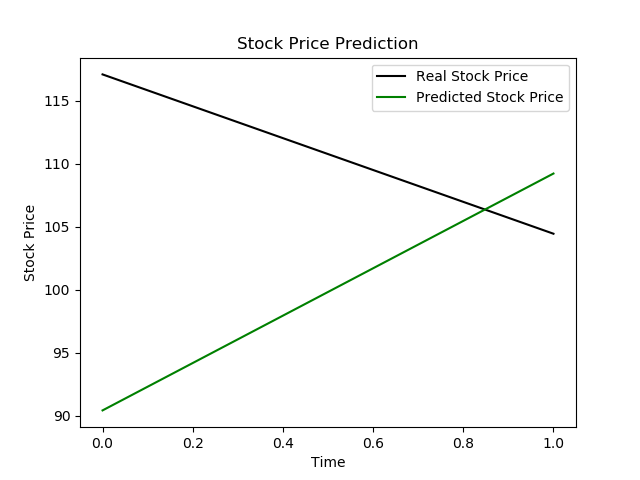 Stock Price Prediction
Real Stock Price
Predicted Stock Price
Stock Price
115
110
105
100
95
90
0.0 0.2 0.4 0.6 0.8 1.0
Time